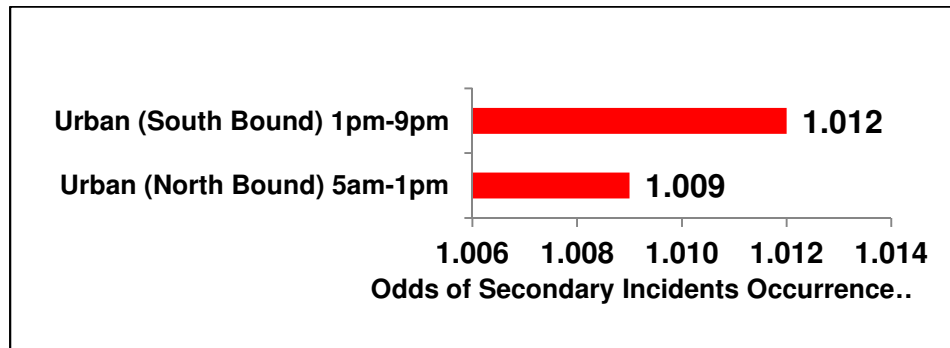 Urban (South Bound) 1pm-9pm 1.012
Urban (North Bound) 5am-1pm 1.009
1.006 1.008 1.010 1.012 1.014
Odds of Secondary Incidents Occurrence..